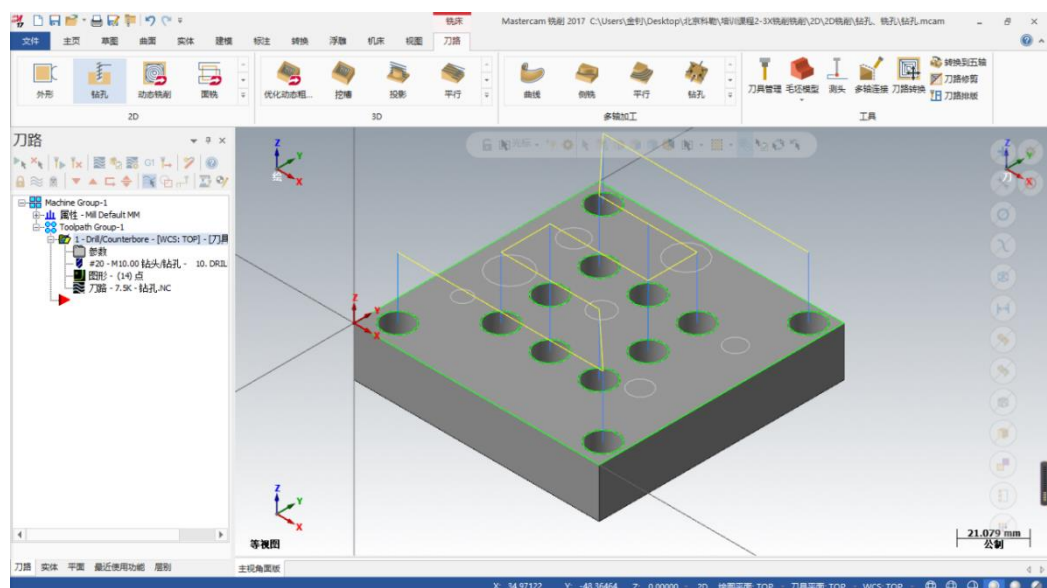 铣床
Mastercam 铣削 2017 C:\Users\金钊\Desktop\北京科勒\培训课程2-3X铣削铣削\2D\2D铣削\钻孔、铣孔\钻孔.mcam
文件 主页 草图 曲面 实体 建模 标注 转换 浮雕 机床 视图 刀路
外形 钻孔 动态铣削 面铣
优化动态粗... 挖槽 投影 平行
曲线 侧铣 平行 钻孔
刀具管理 毛坯模型 测头 多轴连接 刀路转换
转换到五轴
刀路修剪
刀路排版
2D 3D 多轴加工 工具
刀路
G1
Machine Group-1
属性 - Mill Default MM
Toolpath Group-1
1 - Drill/Counterbore - [WCS: TOP] - [刀具
参数
#20 - M10.00 钻头/钻孔 - 10. DRIL
图形 - (14) 点
刀路 - 7.5K - 钻孔.NC
Z
Y
X
绘
光标
Z
Y
X
刀
Z
Y
X
Z
Y
X
等视图
21.079 mm
公制
刀路 实体 平面 最近使用功能 层别
主视角面版
X: 34.97122 Y: -48.36464 Z: 0.00000 2D 绘图平面: TOP 刀具平面: TOP WCS: TOP